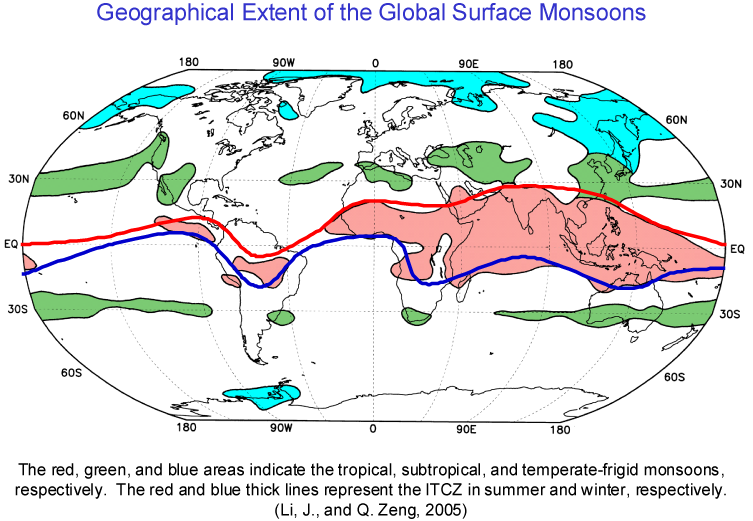 Geographical Extent of the Global Surface Monsoons
180 90W 0 90E 180
60N 60N
30N 30N
EQ EQ
30S 30S
60S 60S
180 90W 0 90E 180
The red, green, and blue areas indicate the tropical, subtropical, and temperate-frigid monsoons,
respectively. The red and blue thick lines represent the ITCZ in summer and winter, respectively.
(Li, J., and Q. Zeng, 2005)